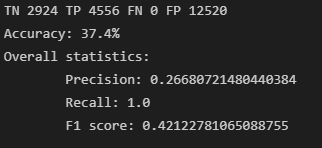 TN 2924 TP 4556 FN 0 FP 12520
Accuracy: 37.4%
Overall statistics:
Precision: 0.26680721480440384
Recall: 1.0
F1 score: 0.42122781065088755